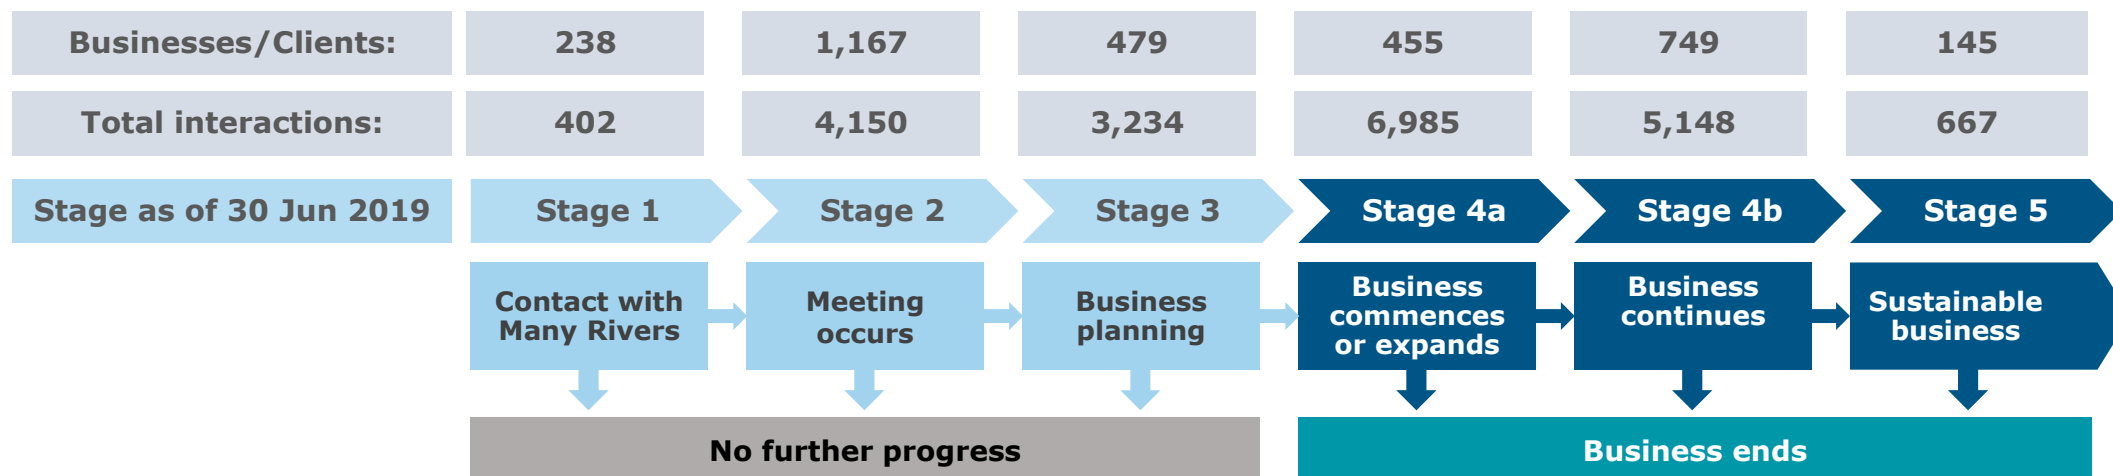 Businesses/Clients: 238 1,167 479 455 749 145
Total interactions: 402 4,150 3,234 6,985 5,148 667
Stage as of 30 Jun 2019 Stage 1 Stage 2 Stage 3 Stage 4a Stage 4b Stage 5
Contact with
Many Rivers
Meeting
occurs
Business
planning
Business
commences
or expands
Business
continues
Sustainable
business
No further progress
Business ends